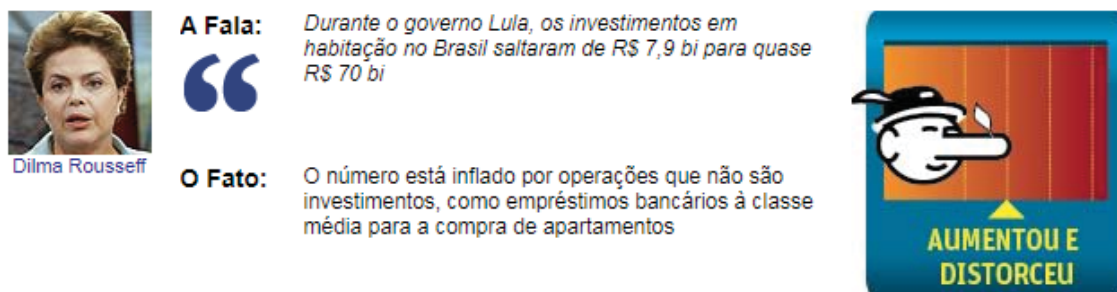 A Fala:
Durante o governo Lula, os investimentos em
habitação no Brasil saltaram de R$ 7,9 bi para quase
R$ 70 bi
Dilma Rousseff
O Fato:
O número está inflado por operações que não são
investimentos, como empréstimos bancários à classe
média para a compra de apartamentos
AUMENTOU E
DISTORCEU